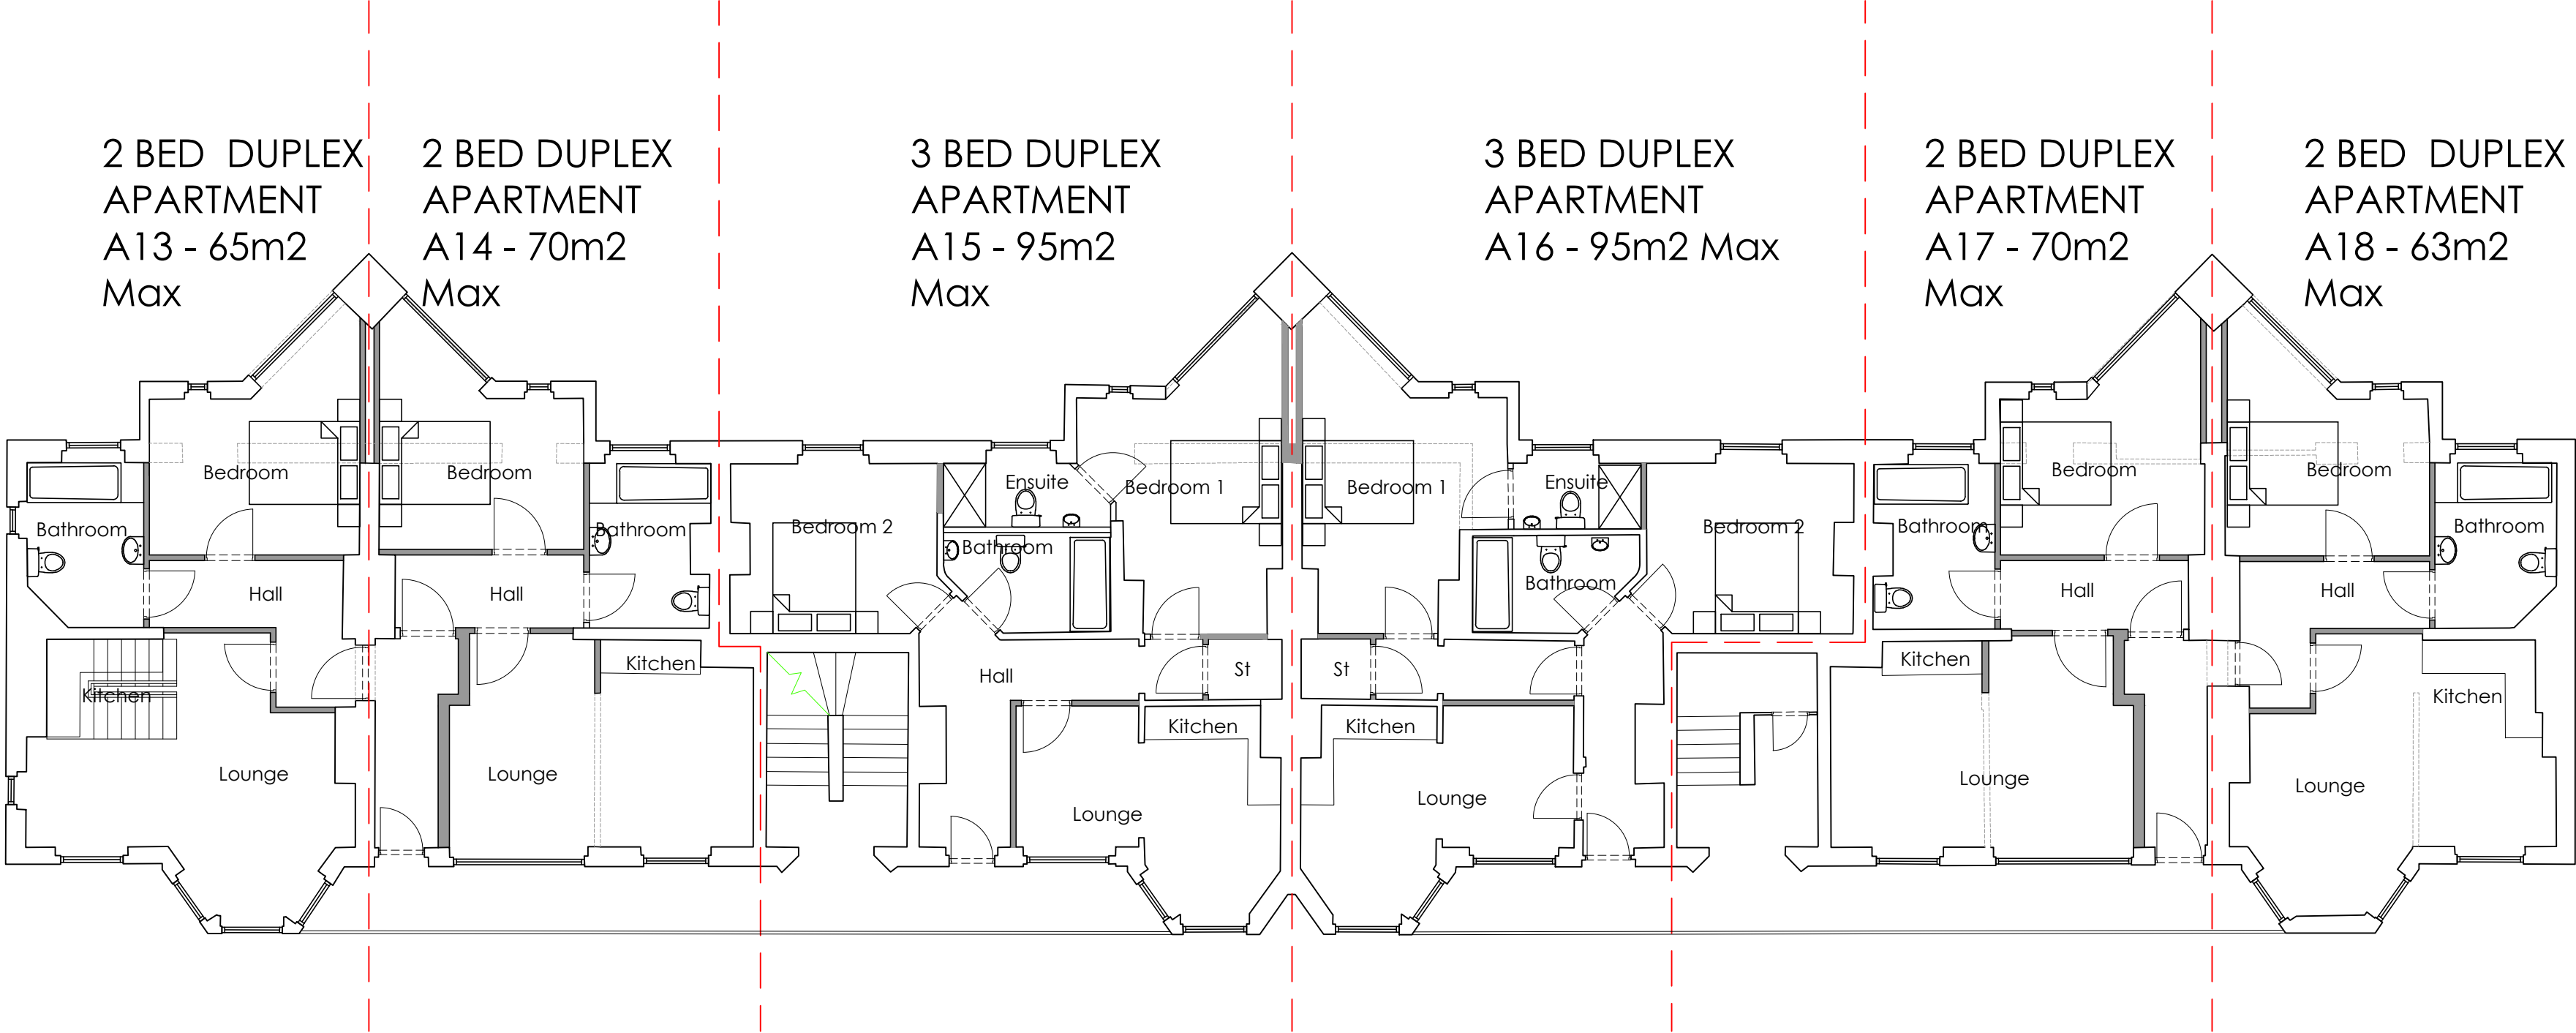 2 BED DUPLEX
APARTMENT
A13 - 65m2
Max
2 BED DUPLEX
APARTMENT
A14 - 70m2
Max
3 BED DUPLEX
APARTMENT
A15 - 95m2
Max
3 BED DUPLEX
APARTMENT
A16 - 95m2 Max
2 BED DUPLEX
APARTMENT
A17 - 70m2
Max
2 BED DUPLEX
APARTMENT
A18 - 63m2
Max
Bedroom
Bathroom
Hall
Kitchen
Lounge
Bedroom
Bathroom
Hall
Kitchen
Lounge
Bedroom 2
Ensuite
Bedroom 1
Bathroom
Hall
St
Kitchen
Lounge
Bedroom 1
Ensuite
Bedroom 2
Bathroom
St
Kitchen
Lounge
Bedroom
Bathroom
Hall
Kitchen
Lounge
Bedroom
Bathroom
Hall
Kitchen
Lounge